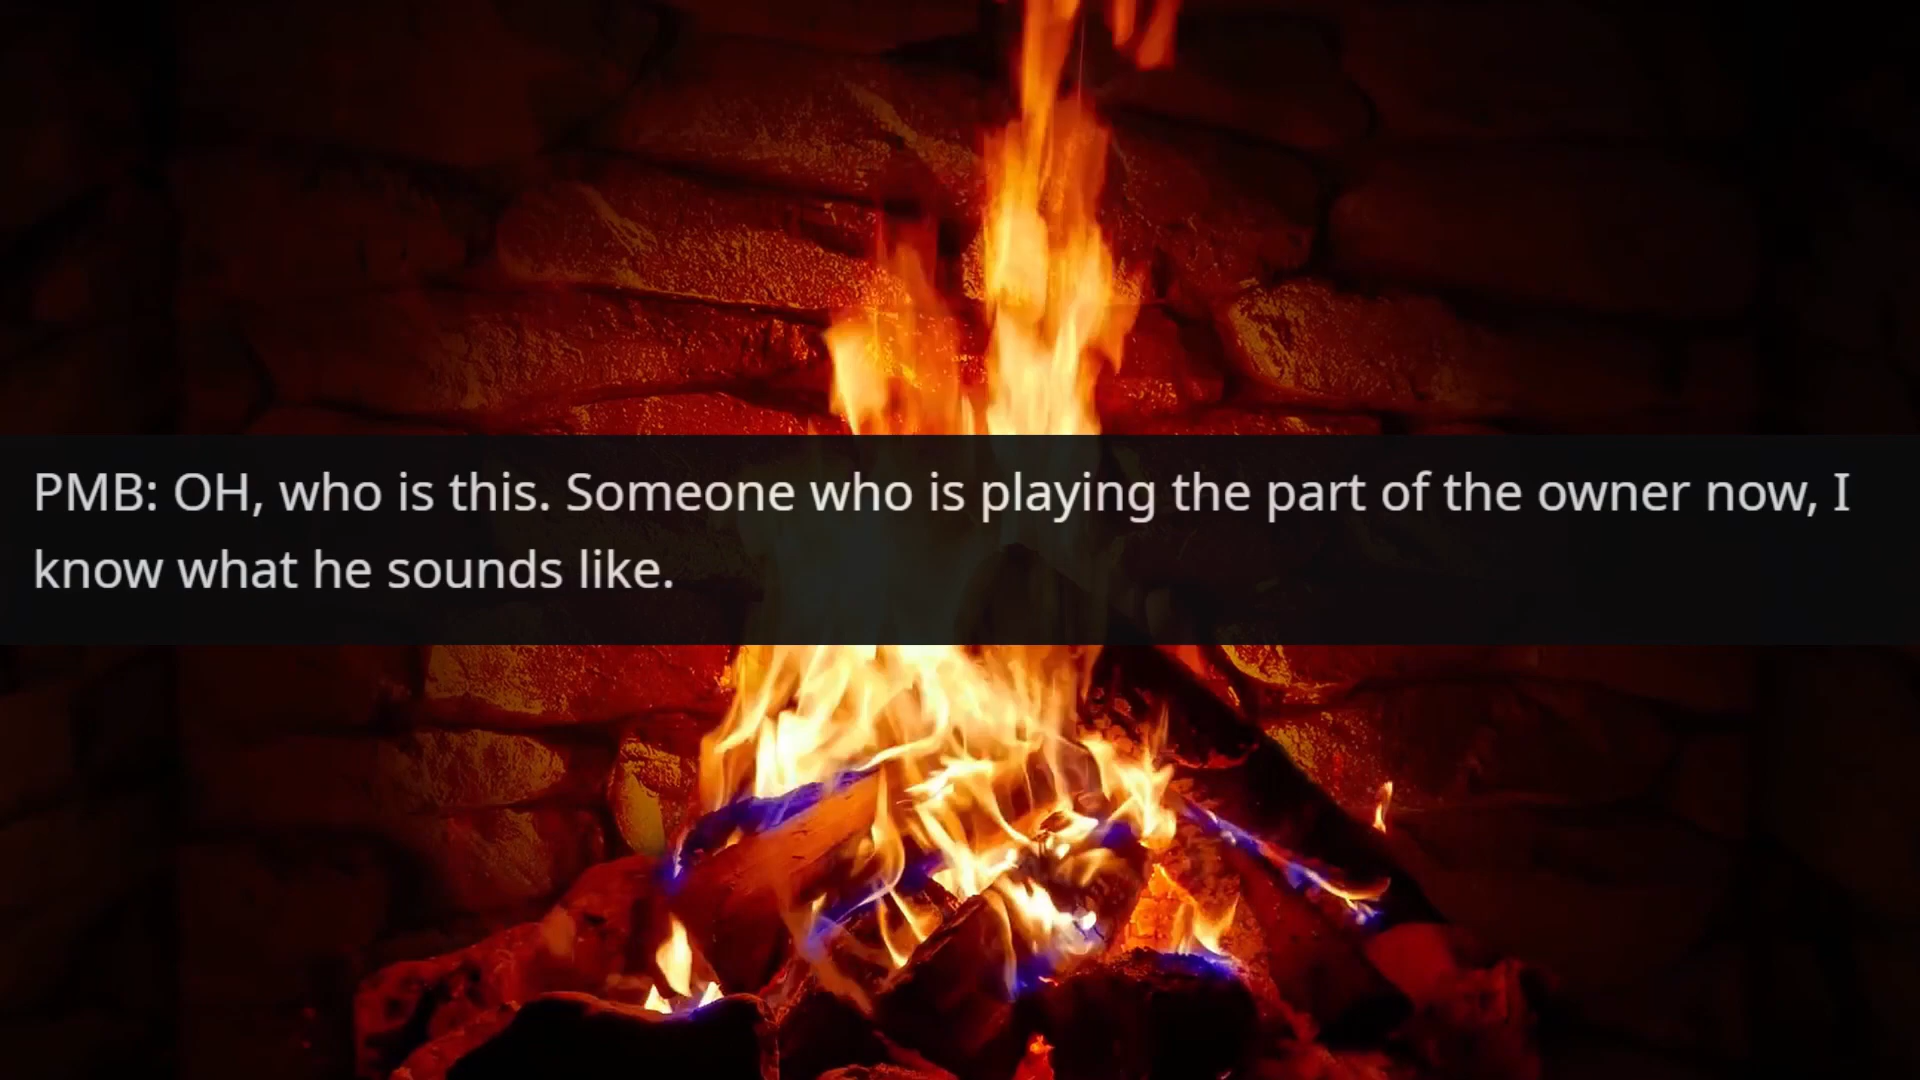 PMB: OH, who is this. Someone who is playing the part of the owner now, I
know what he sounds like.